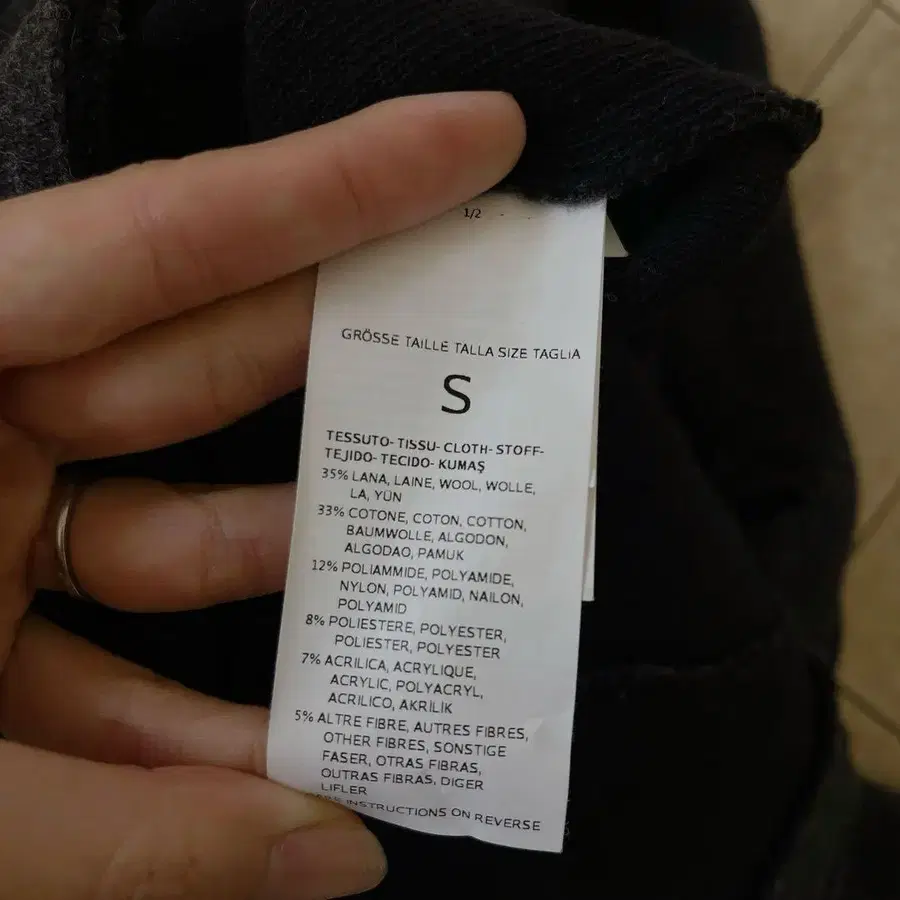 1/2
GRÖSSE TAILLE TALLA SIZE TAGLIA
S
TESSUTO- TISSU- CLOTH- STOFF-
TEJIDO- TECIDO- KUMAŞ
35% LANA, LAINE, WOOL, WOLLE,
LA, YÜN
33% COTONE, COTON, COTTON,
BAUMWOLLE, ALGODON,
ALGODAO, PAMUK
12% POLIAMMIDE, POLYAMIDE,
NYLON, POLYAMID, NAILON,
POLYAMID
8% POLIESTERE, POLYESTER,
POLIESTER, POLYESTER
7% ACRILICA, ACRYLIQUE,
ACRYLIC, POLYACRYL,
ACRILICO, AKRILIK
5% ALTRE FIBRE, AUTRES FIBRES,
OTHER FIBRES, SONSTIGE
FASER, OTRAS FIBRAS,
OUTRAS FIBRAS, DIGER
LIFLER
INSTRUCTIONS ON REVERSE